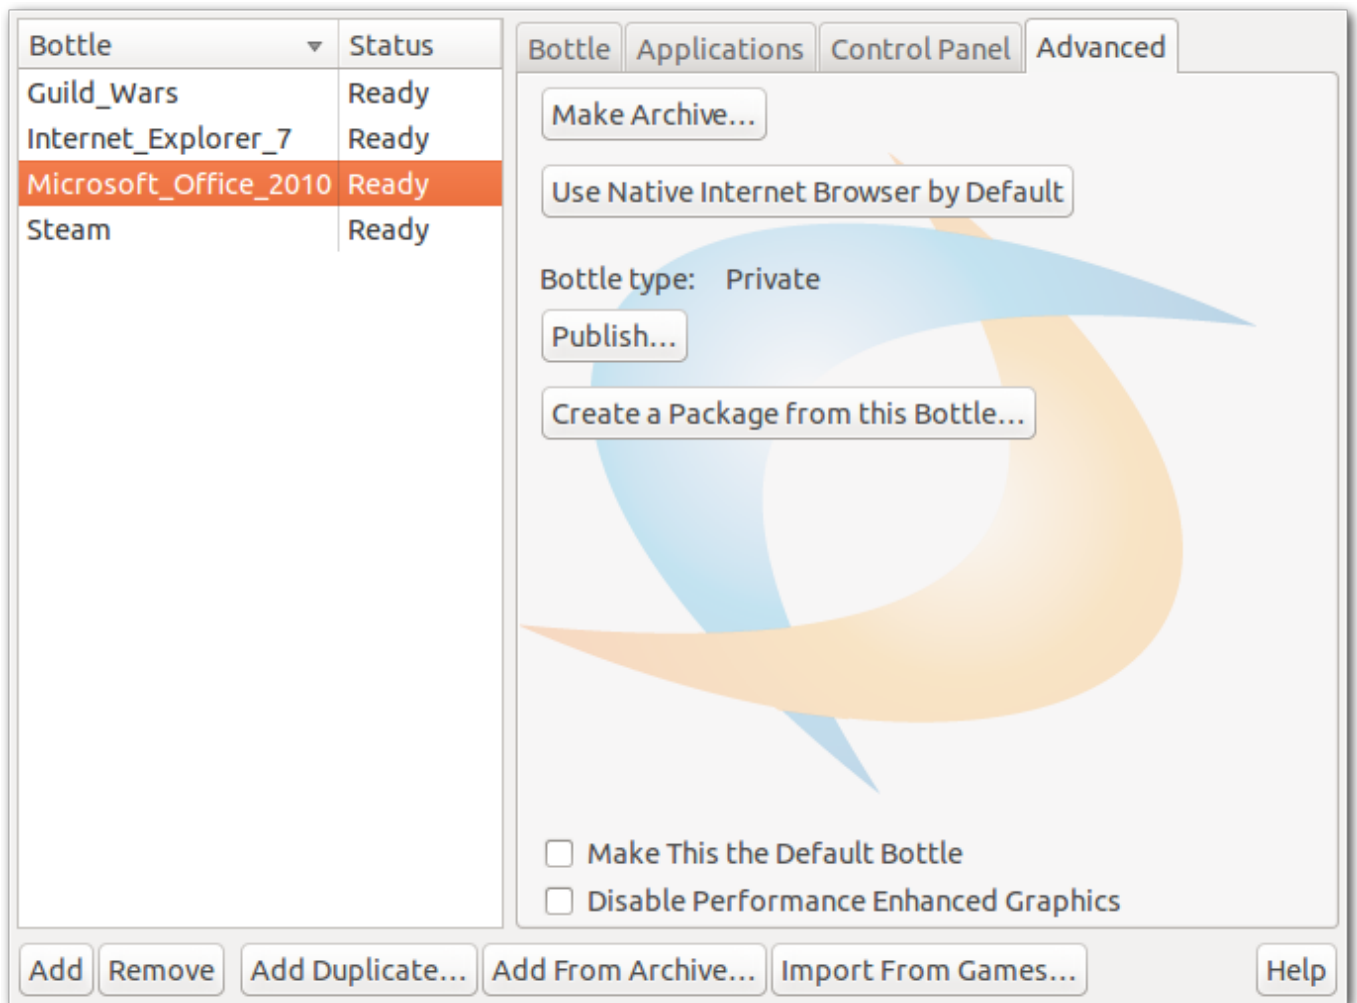 Bottle Status
Guild_Wars Ready
Internet_Explorer_7 Ready
Microsoft_Office_2010 Ready
Steam Ready
Bottle Applications Control Panel Advanced
Make Archive...
Use Native Internet Browser by Default
Bottle type: Private
Publish...
Create a Package from this Bottle...
Make This the Default Bottle
Disable Performance Enhanced Graphics
Add Remove Add Duplicate... Add From Archive... Import From Games... Help